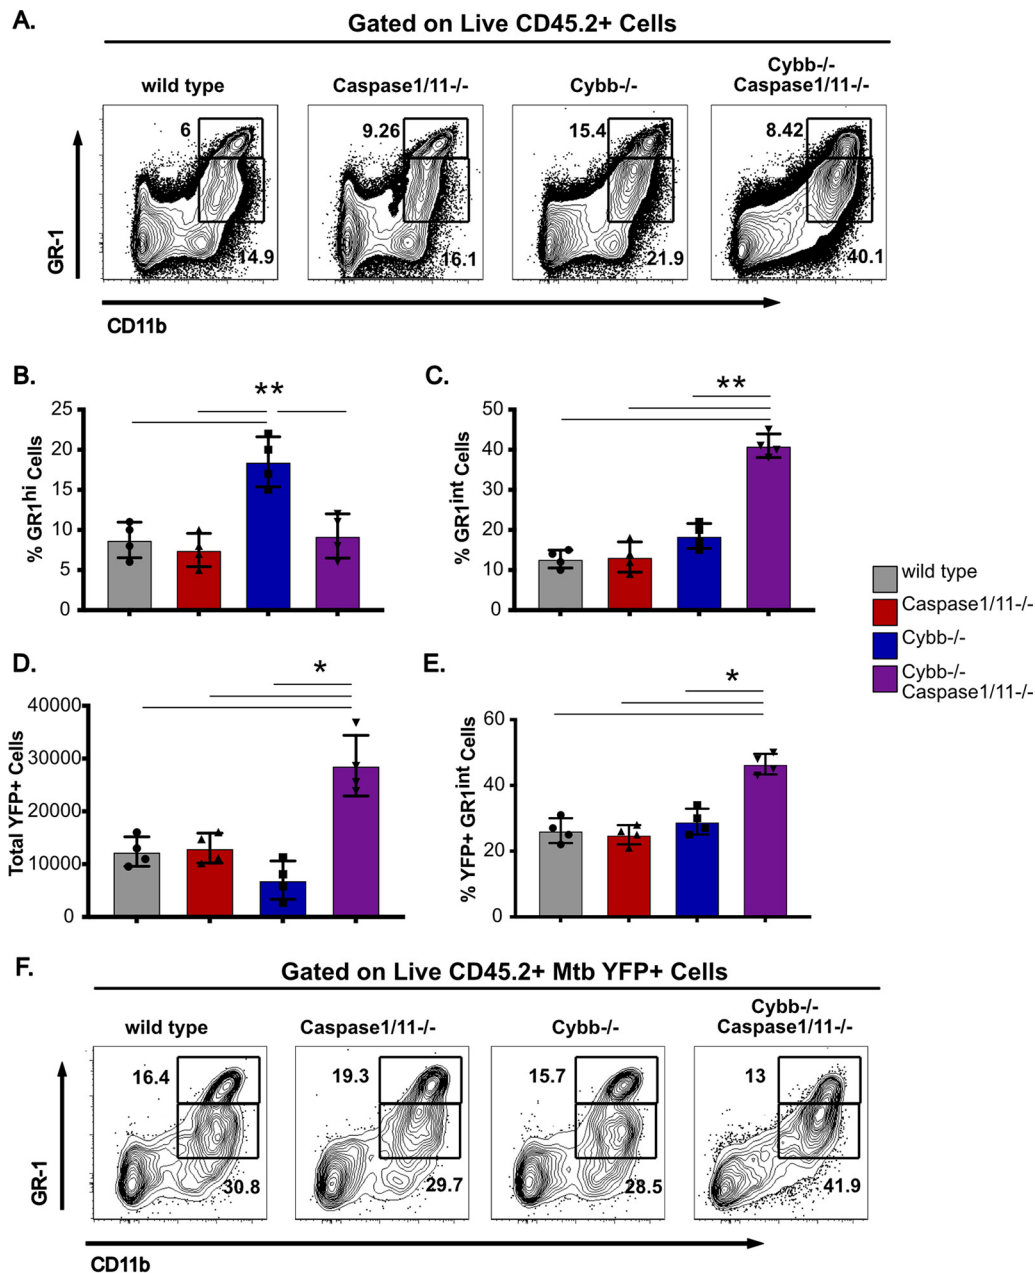 A.
Gated on Live CD45.2+ Cells
wild type
Caspase1/11-/-
Cybb-/-
Cybb-/-
Caspase1/11-/-
6
9.26
15.4
8.42
14.9
16.1
21.9
40.1
GR-1
CD11b
B.
**
% GR1hi Cells
25
20
15
10
5
0
C.
**
% GR1int Cells
50
40
30
20
10
0
wild type
Caspase1/11-/-
Cybb-/-
Cybb-/-
Caspase1/11-/-
D.
*
Total YFP+ Cells
40000
30000
20000
10000
0
E.
*
% YFP+ GR1int Cells
60
40
20
0
F.
Gated on Live CD45.2+ Mtb YFP+ Cells
wild type
Caspase1/11-/-
Cybb-/-
Cybb-/-
Caspase1/11-/-
16.4
19.3
15.7
13
30.8
29.7
28.5
41.9
GR-1
CD11b